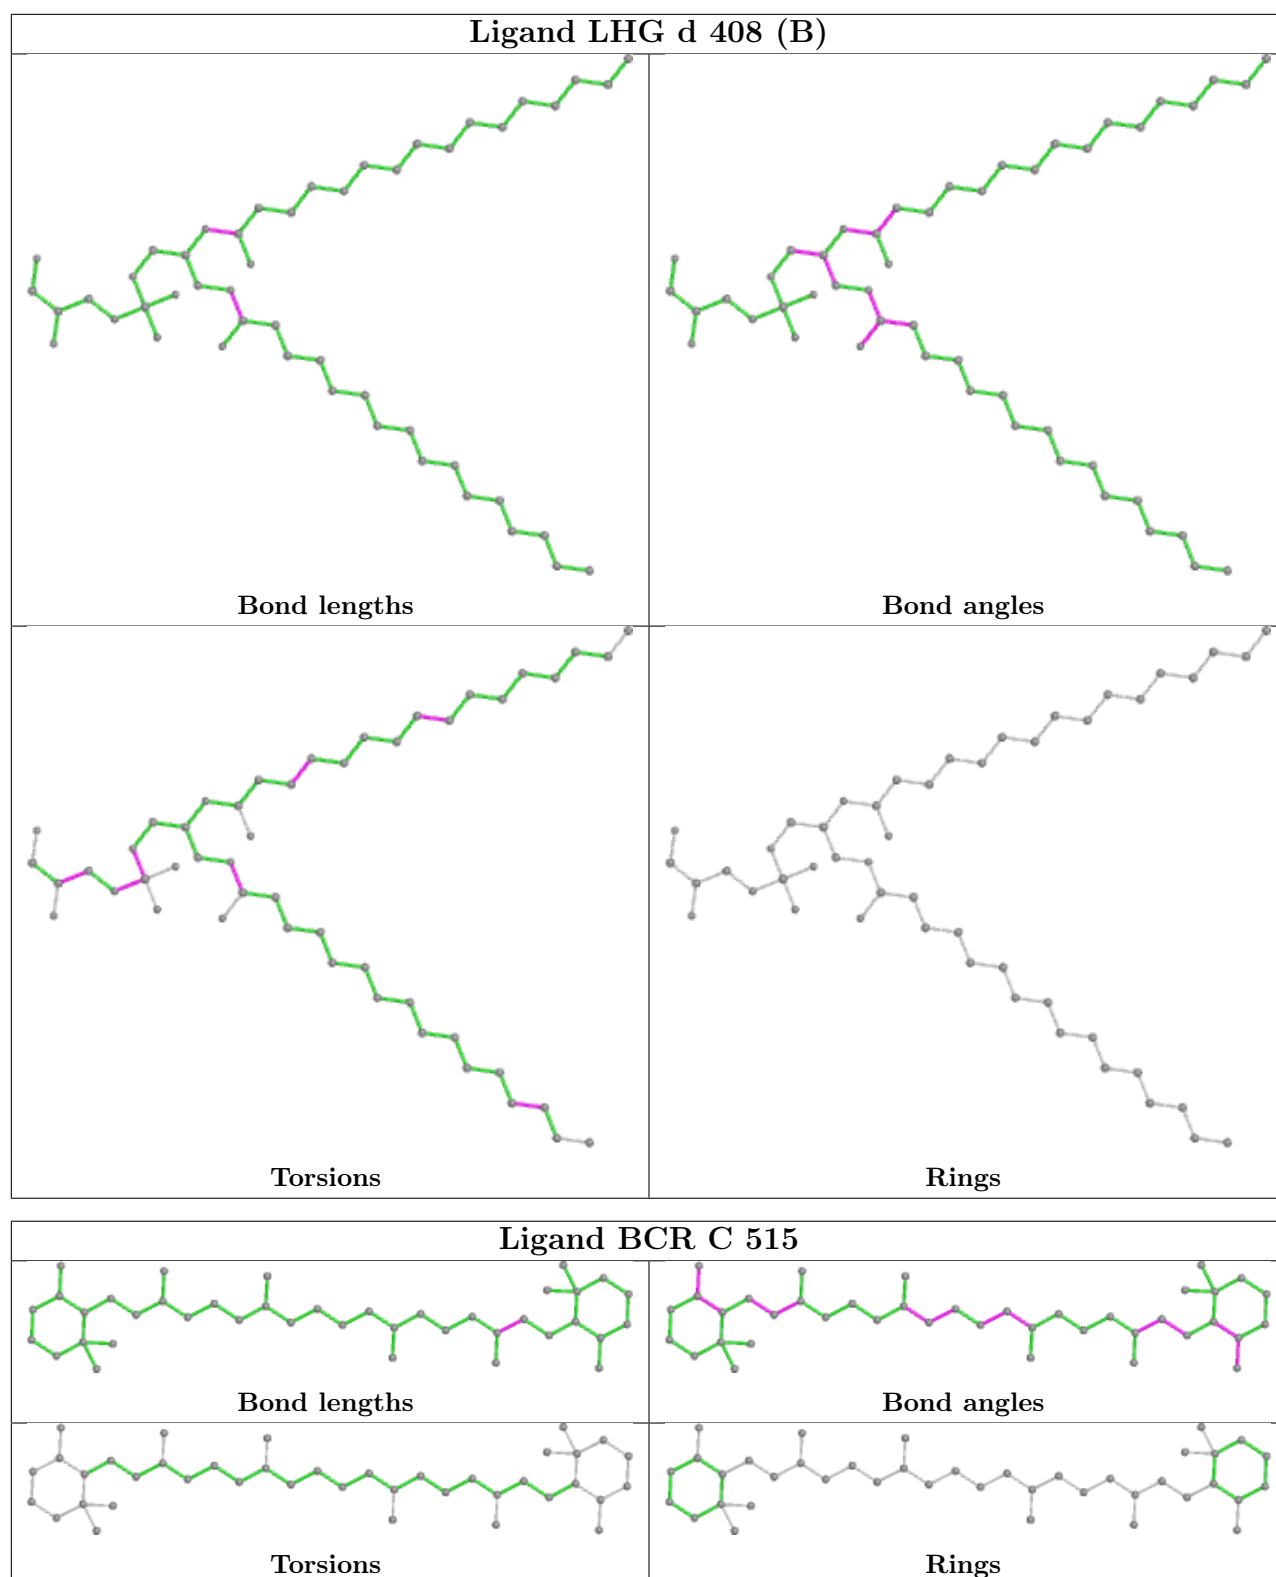 Ligand LHG d 408 (B)
Bond lengths
Bond angles
Torsions
Rings
Ligand BCR C 515
Bond lengths
Bond angles
Torsions
Rings